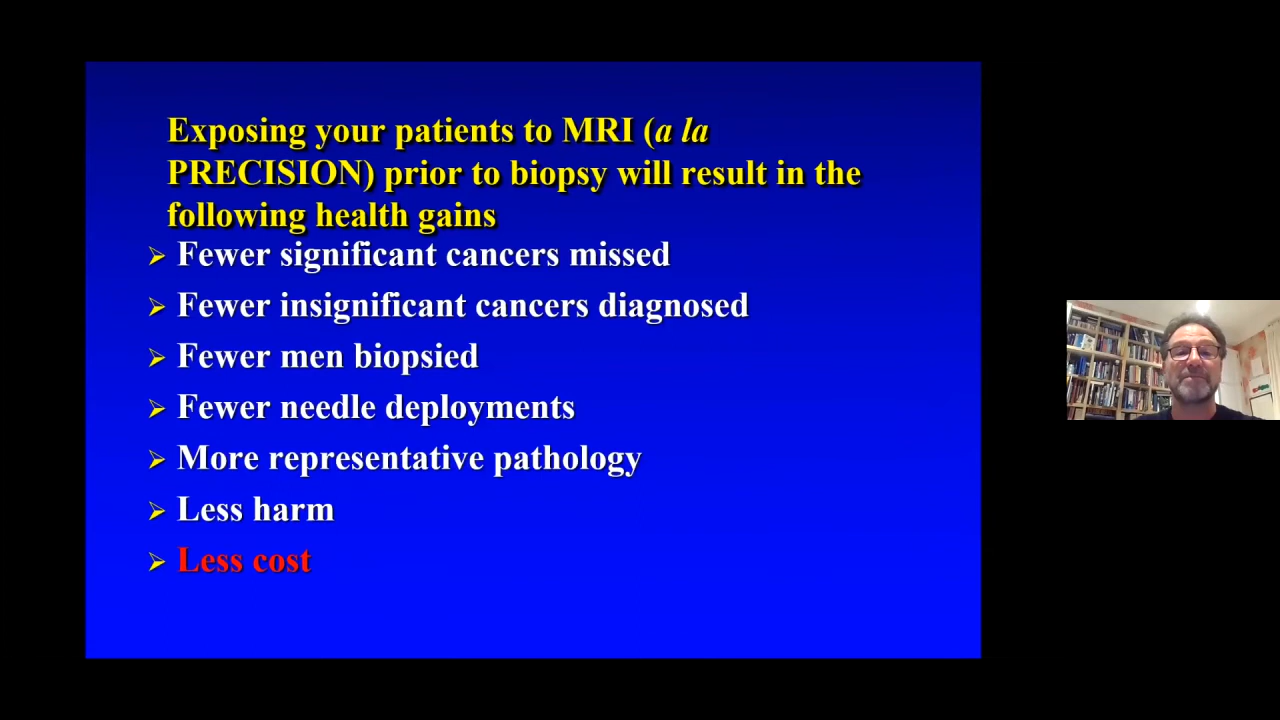 Exposing your patients to MRI (a la
PRECISION) prior to biopsy will result in the
following health gains
Fewer significant cancers missed
Fewer insignificant cancers diagnosed
Fewer men biopsied
Fewer needle deployments
More representative pathology
Less harm
Less cost